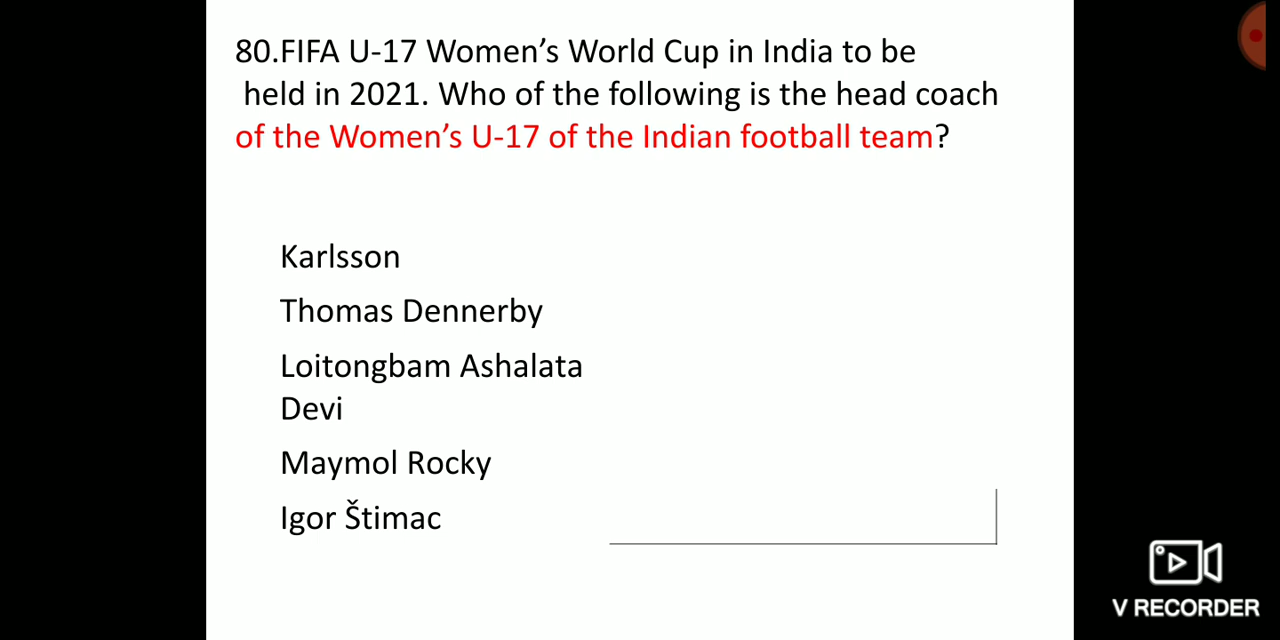 80.FIFA U-17 Women’s World Cup in India to be
held in 2021. Who of the following is the head coach
of the Women’s U-17 of the Indian football team?
Karlsson
Thomas Dennerby
Loitongbam Ashalata
Devi
Maymol Rocky
Igor Štimac
V RECORDER